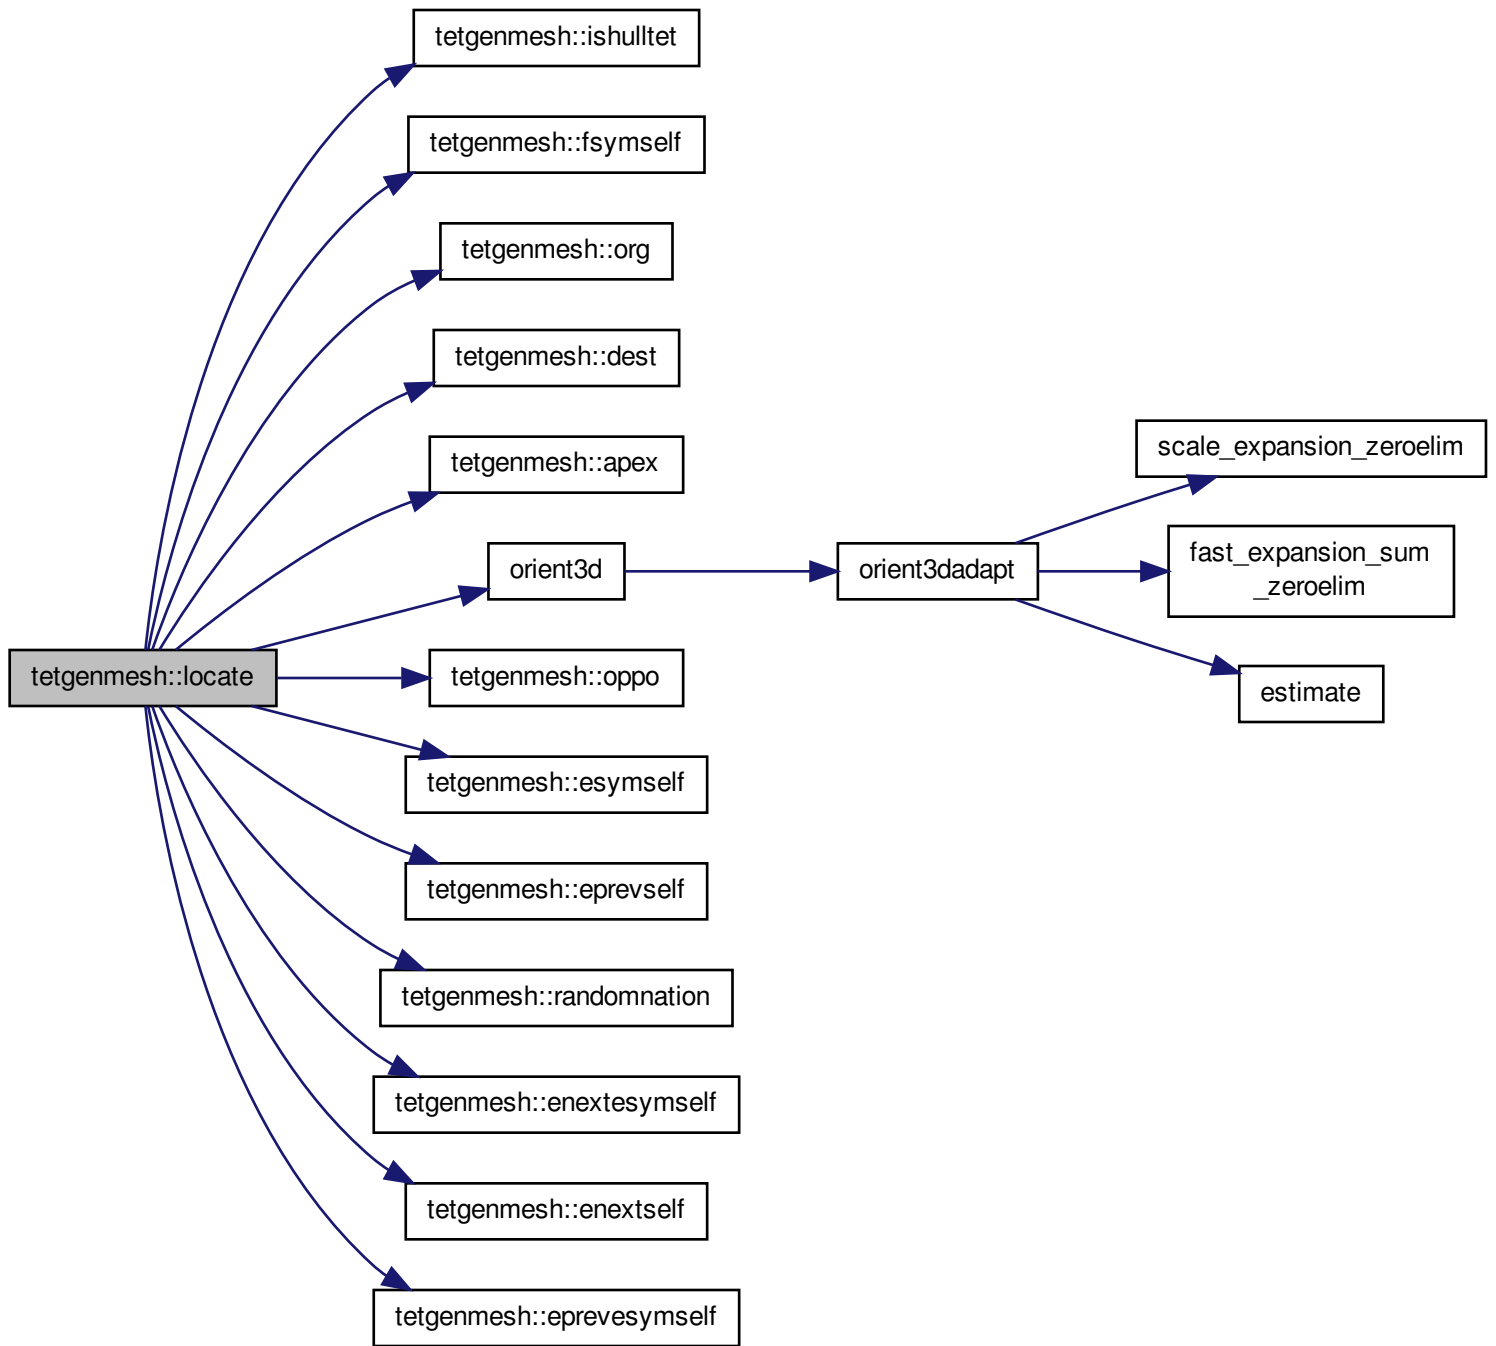 tetgenmesh::locate
tetgenmesh::ishulltet
tetgenmesh::fsymself
tetgenmesh::org
tetgenmesh::dest
tetgenmesh::apex
orient3d
tetgenmesh::oppo
tetgenmesh::esymself
tetgenmesh::eprevself
tetgenmesh::randomnation
tetgenmesh::enextesymself
tetgenmesh::enextself
tetgenmesh::eprevesymself
orient3dadapt
scale_expansion_zeroelim
fast_expansion_sum
_zeroelim
estimate